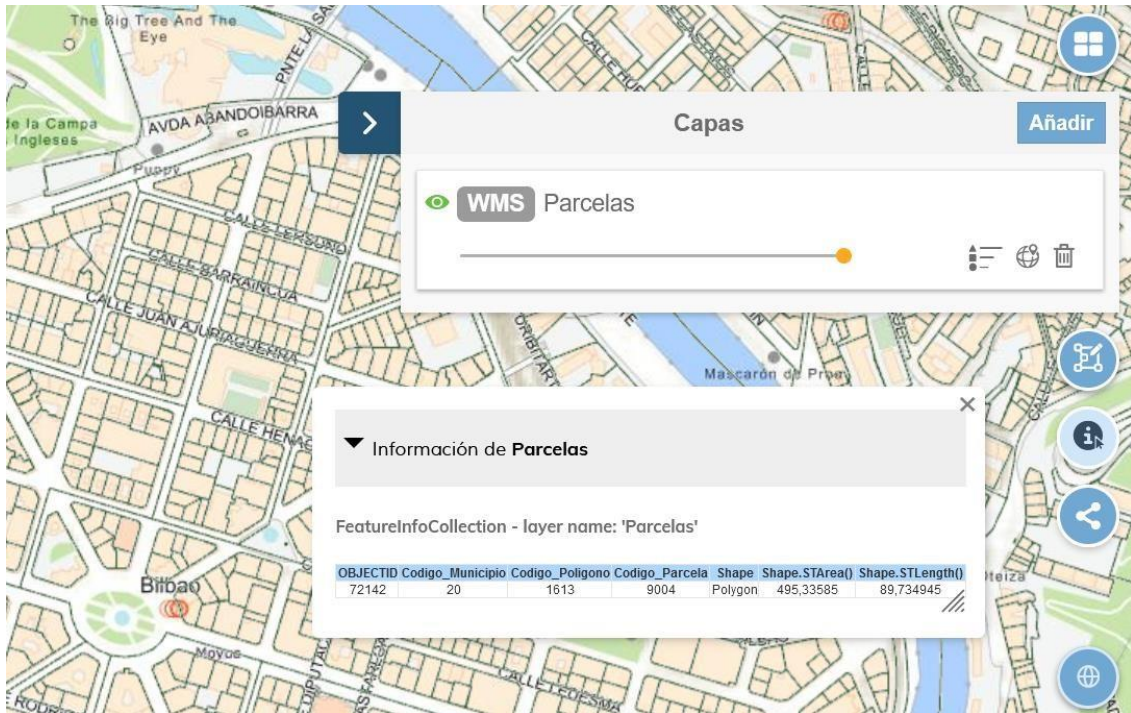 The Big Tree And The
Eye
AVDA ABANDOIBARRA
de la Campa
Ingleses
Puppy
Capas
Añadir
WMS Parcelas
CALLE LERSUNDI
CALLE BARRAINCUA
CALLE JUAN AJURIAGUERRA
Mascarón de Proa
CALLE HENAO
Información de Parcelas
FeatureInfoCollection - layer name: 'Parcelas'
OBJECTID Codigo_Municipio Codigo_Poligono Codigo_Parcela Shape Shape.STArea() Shape.STLength()
72142 20 1613 9004 Polygon 495,33585 89,734945
Bilbao
Moyua
CALLE LEDESMA